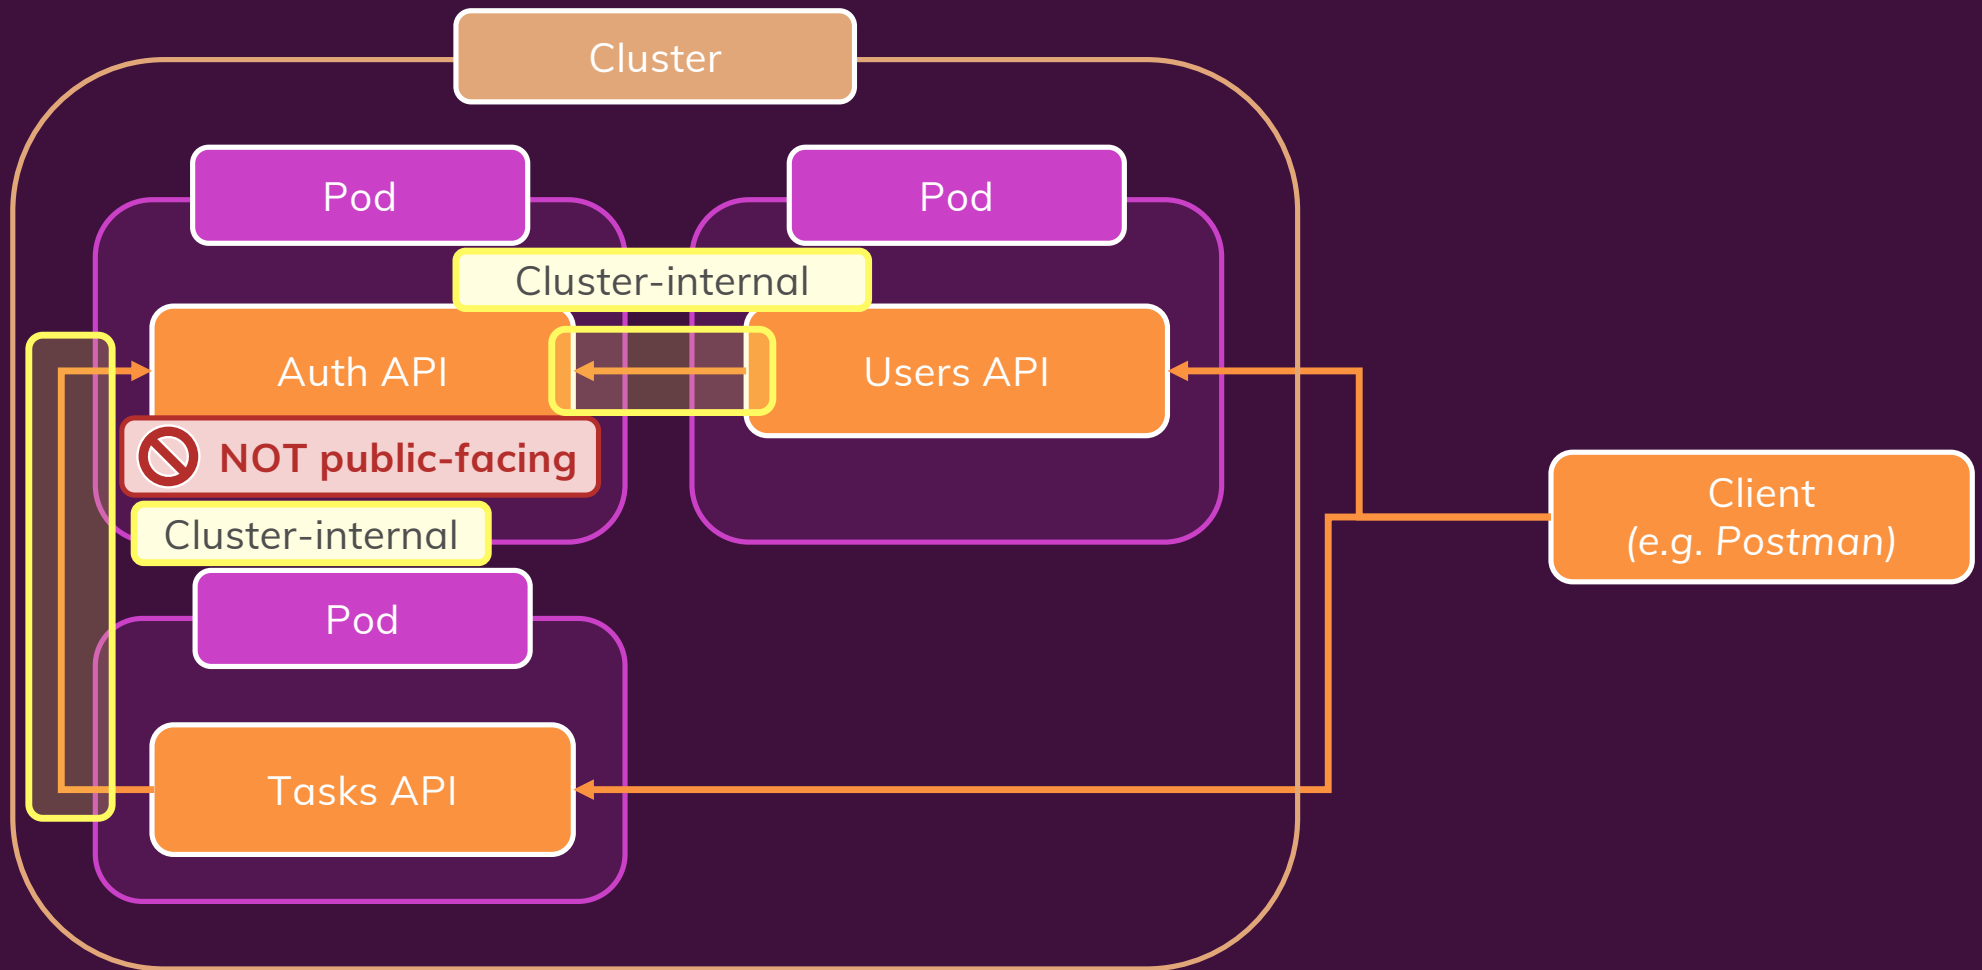 Cluster
Pod
Pod
Cluster-internal
Auth API
Users API
NOT public-facing
Cluster-internal
Client
(e.g. Postman)
Pod
Tasks API